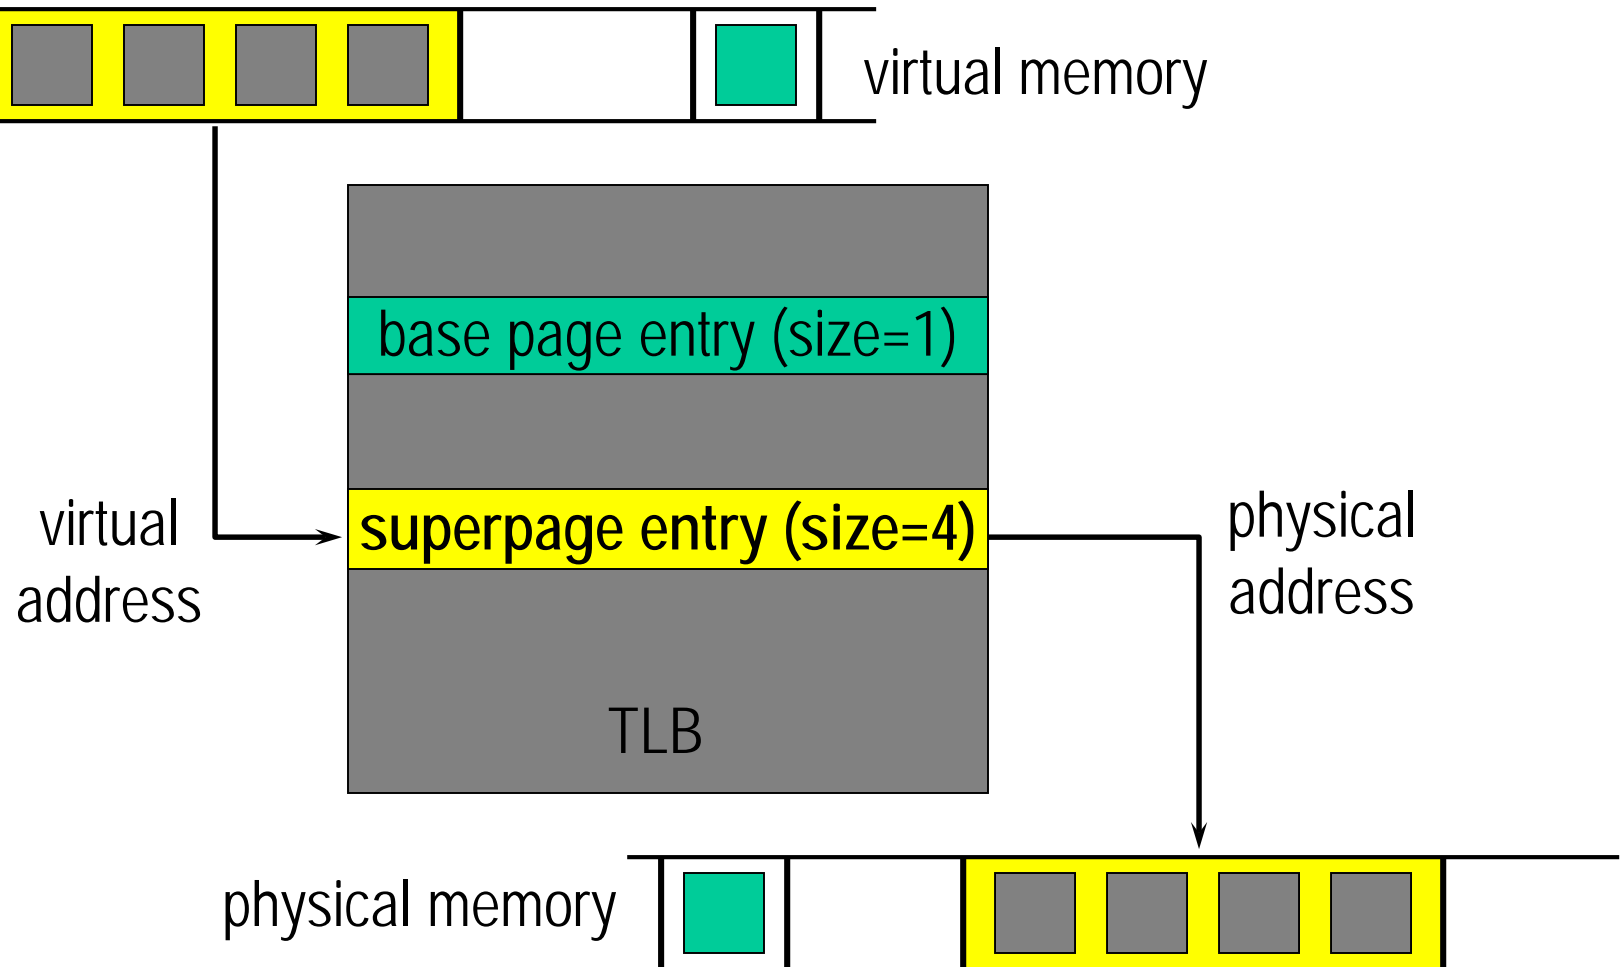 virtual memory
base page entry (size=1)
superpage entry (size=4)
virtual
address
physical
address
TLB
physical memory